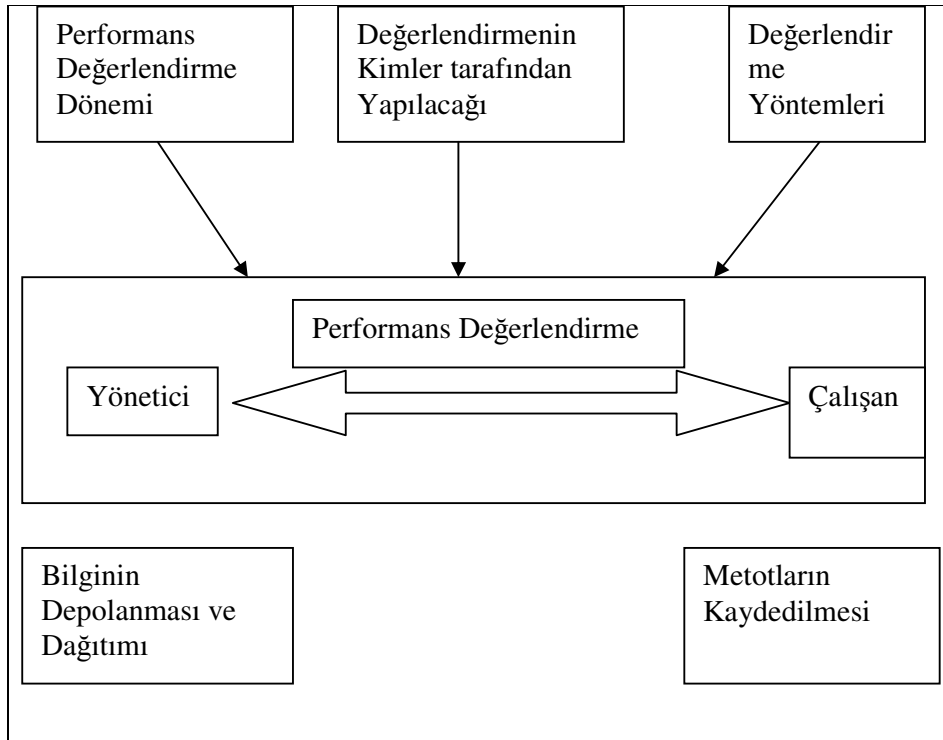 Performans
Değerlendirme
Dönemi
Değerlendirmenin
Kimler tarafından
Yapılacağı
Değerlendir
me
Yöntemleri
Performans Değerlendirme
Yönetici
Çalışan
Bilginin
Depolanması ve
Dağıtımı
Metotların
Kaydedilmesi